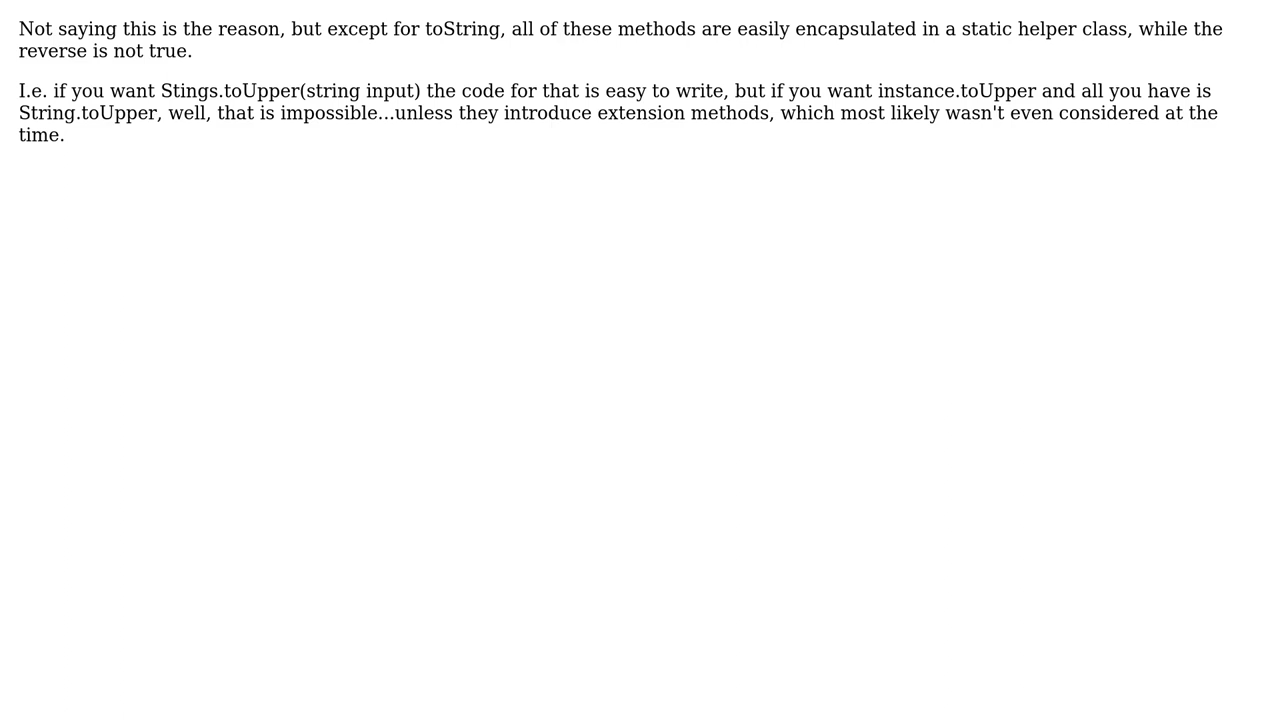 Not saying this is the reason, but except for toString, all of these methods are easily encapsulated in a static helper class, while the
reverse is not true.
I.e. if you want Stings.toUpper(string input) the code for that is easy to write, but if you want instance.toUpper and all you have is
String.toUpper, well, that is impossible...unless they introduce extension methods, which most likely wasn't even considered at the
time.